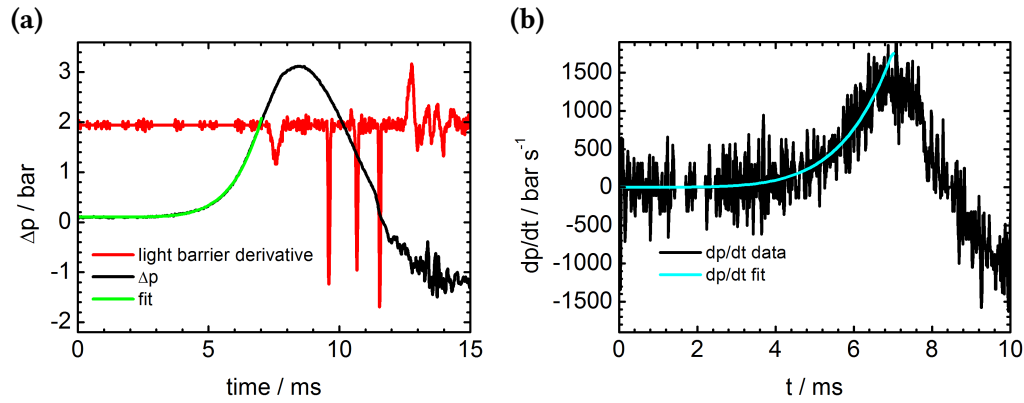 (a)
3
2
1
0
-1
-2
Δp / bar
light barrier derivative
Δp
fit
0
5
10
15
time / ms
(b)
1500
1000
500
0
-500
-1000
-1500
dp/dt / bar s⁻¹
dp/dt data
dp/dt fit
0
2
4
6
8
10
t / ms